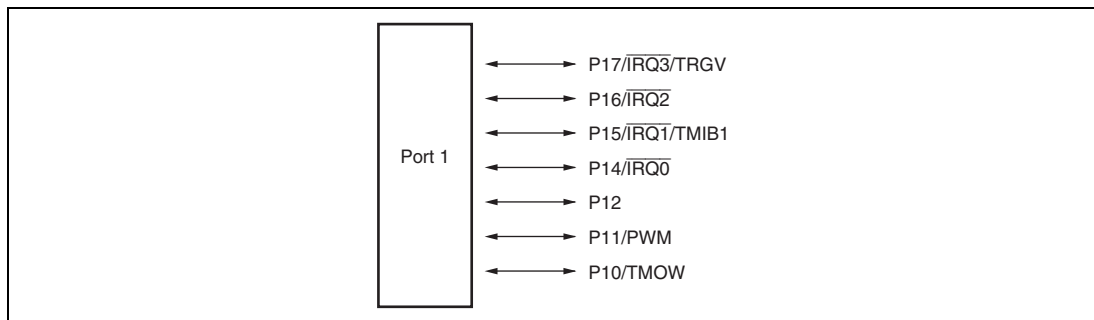 Port 1
P17/IRQ3/TRGV
P16/IRQ2
P15/IRQ1/TMIB1
P14/IRQ0
P12
P11/PWM
P10/TMOW